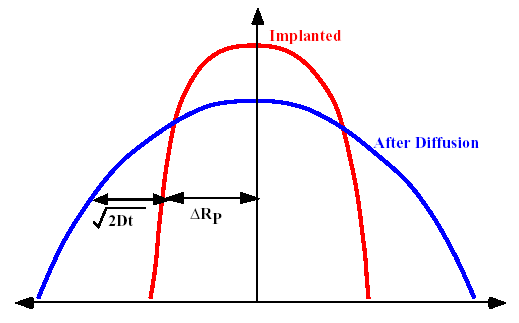 Implanted
After Diffusion
√2Dt
ΔRP